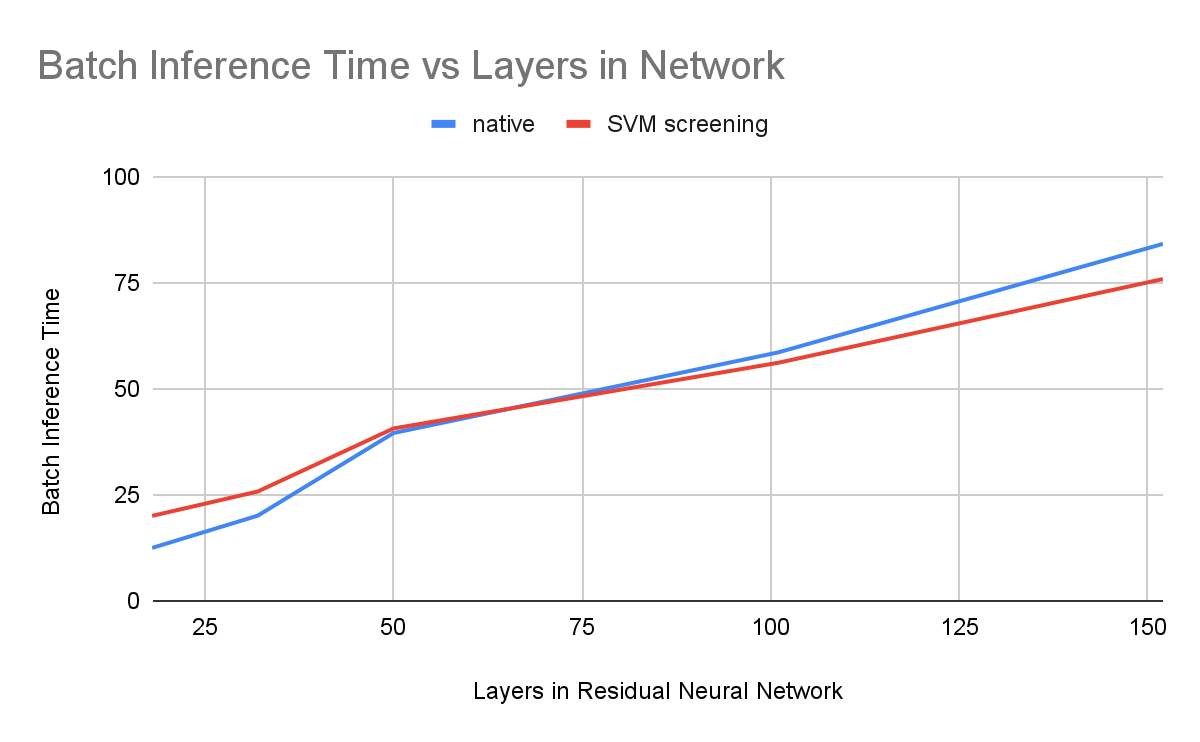 Batch Inference Time vs Layers in Network
native SVM screening
100
75
50
25
0
Batch Inference Time
25 50 75 100 125 150
Layers in Residual Neural Network